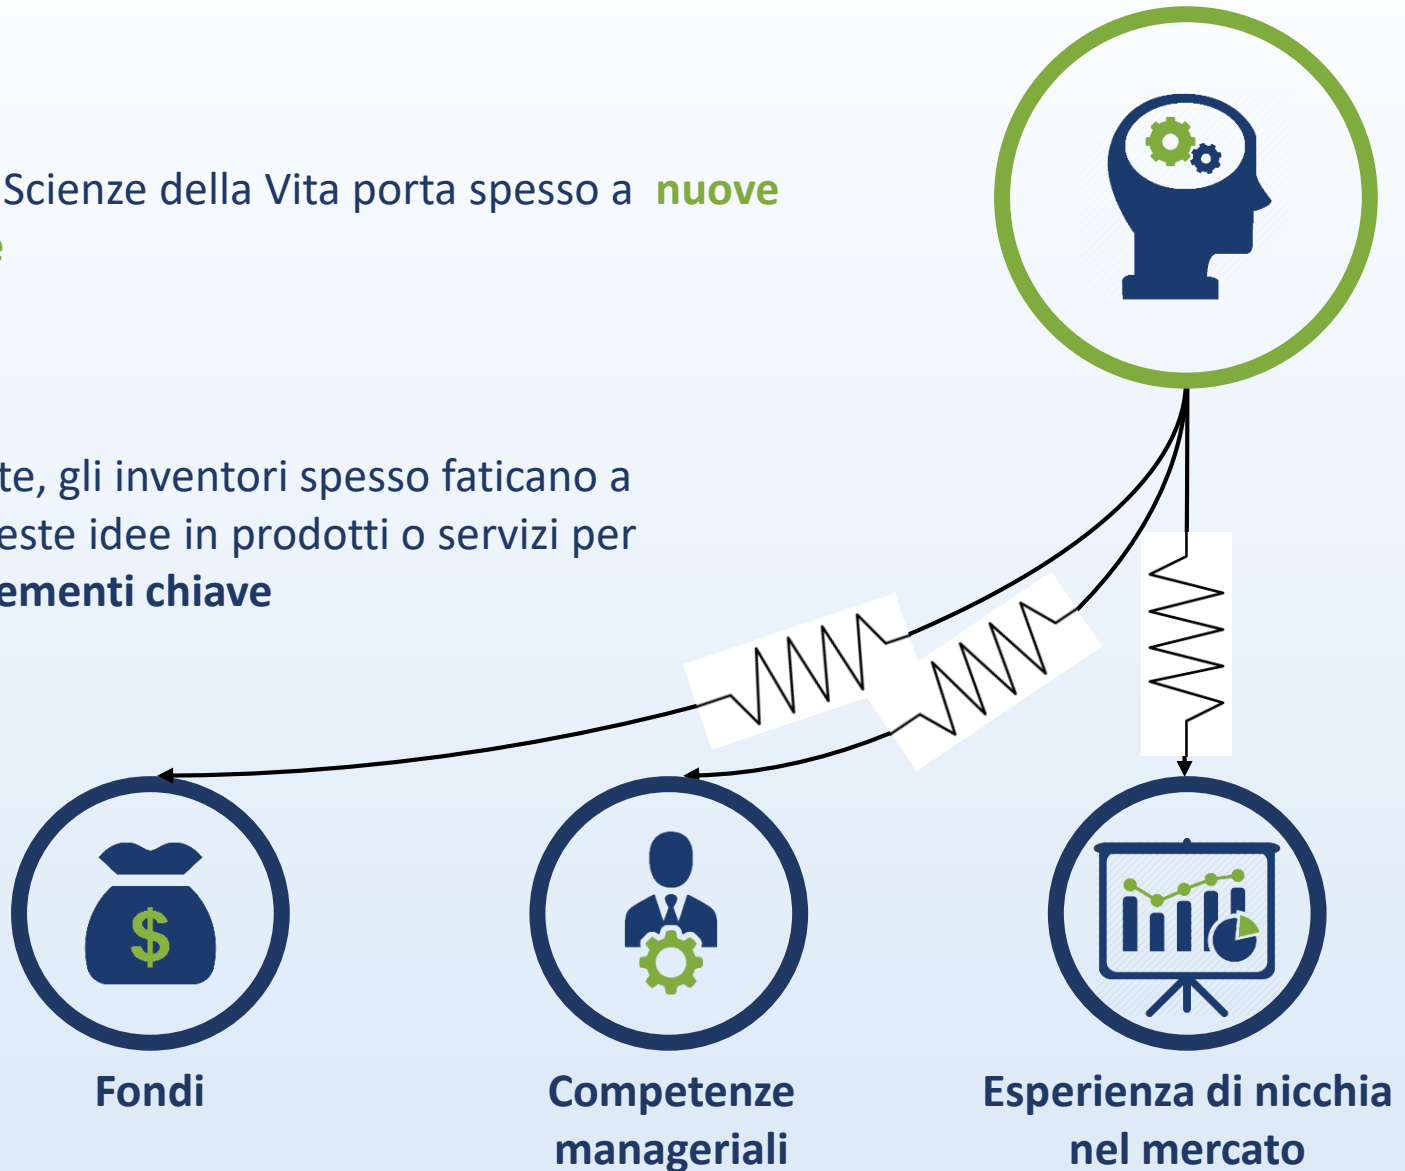 Scienze della Vita porta spesso a nuove
e
te, gli inventori spesso faticano a
este idee in prodotti o servizi per
ementi chiave
$
Fondi
Competenze
manageriali
Esperienza di nicchia
nel mercato